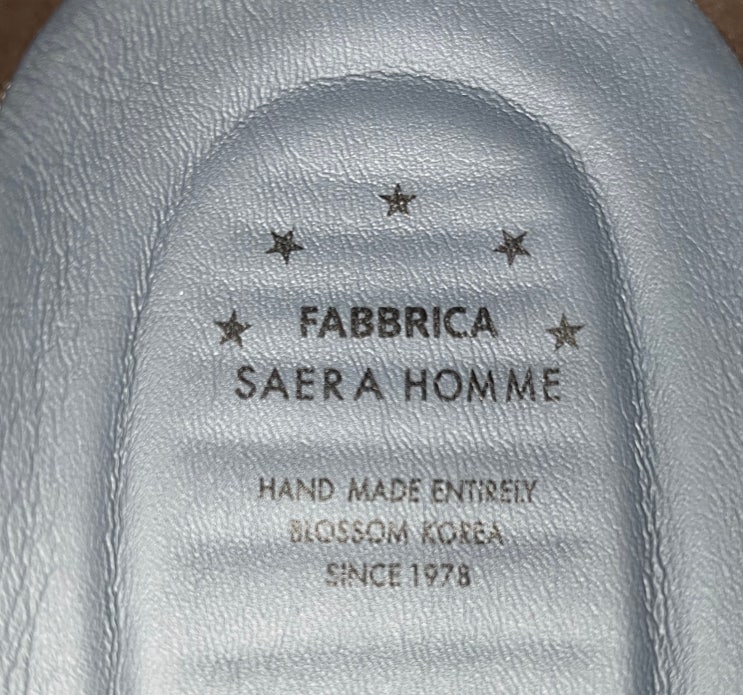 FABBRICA
SAERA HOMME
HAND MADE ENTIRELY
BLOSSOM KOREA
SINCE 1978